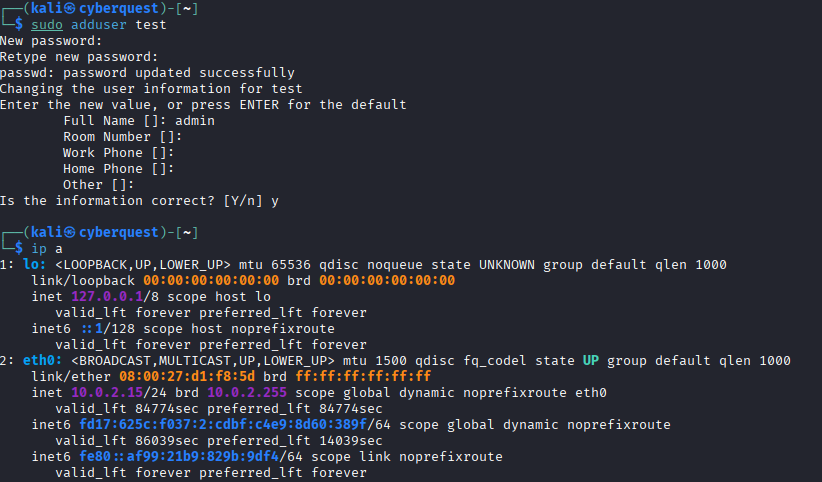 ┌──(kali㉿cyberquest)-[~]
└─$ sudo adduser test
New password:
Retype new password:
passwd: password updated successfully
Changing the user information for test
Enter the new value, or press ENTER for the default
        Full Name []: admin
        Room Number []:
        Work Phone []:
        Home Phone []:
        Other []:
Is the information correct? [Y/n] y
┌──(kali㉿cyberquest)-[~]
└─$ ip a
1: lo: <LOOPBACK,UP,LOWER_UP> mtu 65536 qdisc noqueue state UNKNOWN group default qlen 1000
    link/loopback 00:00:00:00:00:00 brd 00:00:00:00:00:00
    inet 127.0.0.1/8 scope host lo
       valid_lft forever preferred_lft forever
    inet6 ::1/128 scope host noprefixroute
       valid_lft forever preferred_lft forever
2: eth0: <BROADCAST,MULTICAST,UP,LOWER_UP> mtu 1500 qdisc fq_codel state UP group default qlen 1000
    link/ether 08:00:27:d1:f8:5d brd ff:ff:ff:ff:ff:ff
    inet 10.0.2.15/24 brd 10.0.2.255 scope global dynamic noprefixroute eth0
       valid_lft 84774sec preferred_lft 84774sec
    inet6 fd17:625c:f037:2:cdbf:c4e9:8d60:389f/64 scope global dynamic noprefixroute
       valid_lft 86039sec preferred_lft 14039sec
    inet6 fe80::af99:21b9:829b:9df4/64 scope link noprefixroute
       valid_lft forever preferred_lft forever